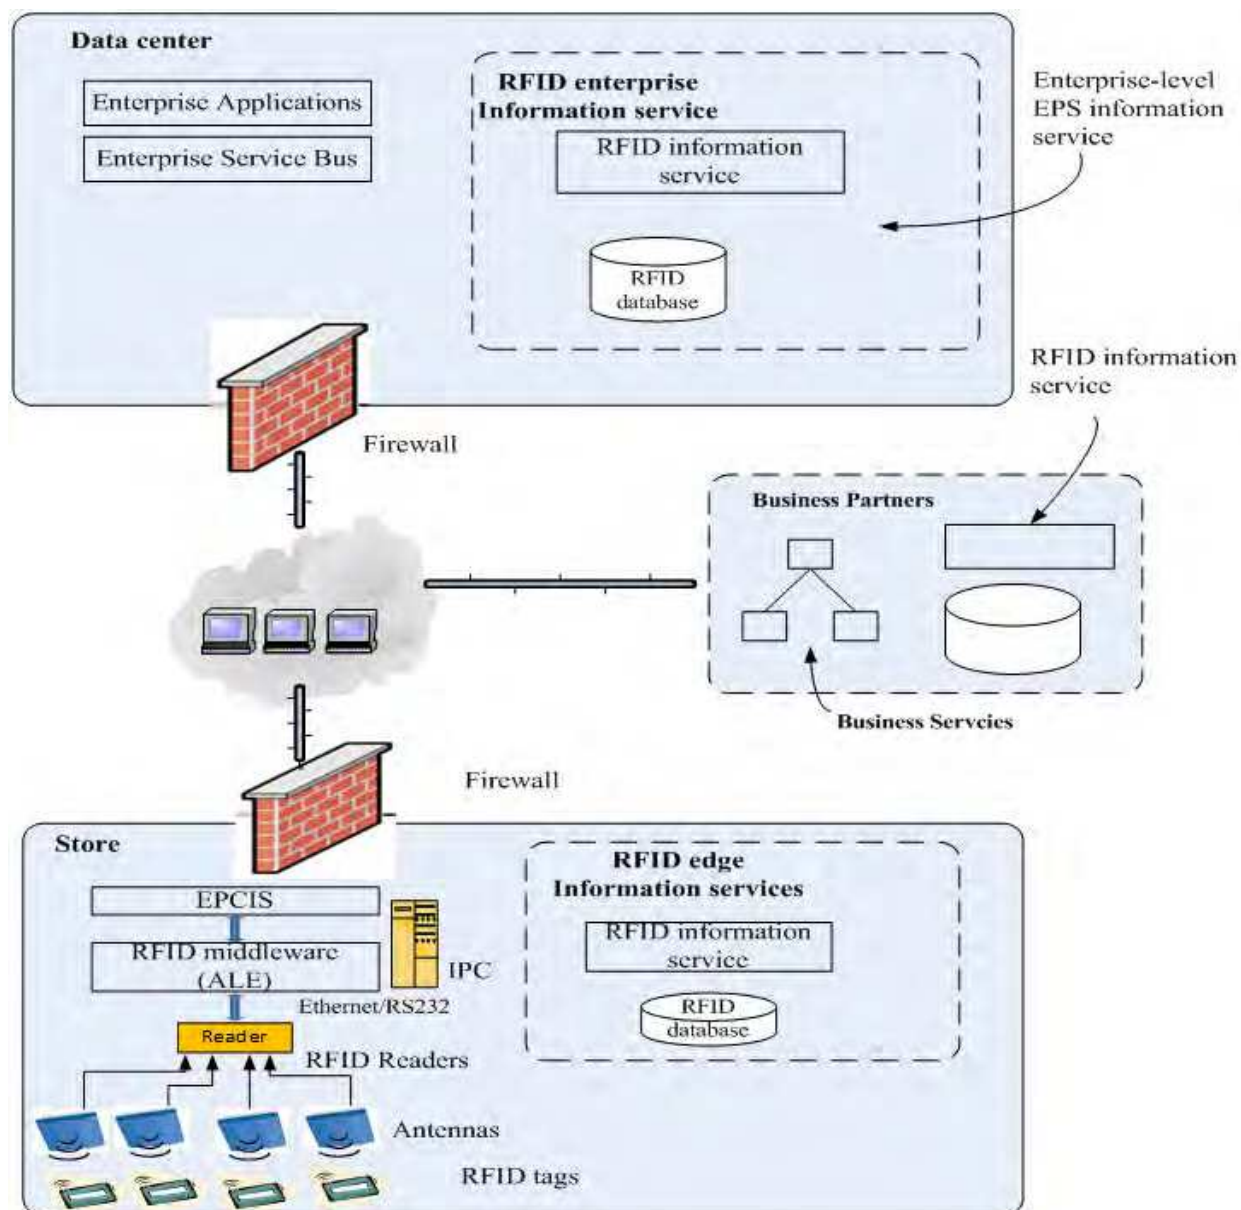 Data center
Enterprise Applications
Enterprise Service Bus
RFID enterprise
Information service
RFID information
service
RFID
database
Enterprise-level
EPS information
service
Firewall
RFID information
service
Business Partners
Business Servcies
Firewall
Store
EPCIS
RFID middleware
(ALE)
IPC
Ethernet/RS232
Reader
RFID Readers
Antennas
RFID tags
RFID edge
Information services
RFID information
service
RFID
database